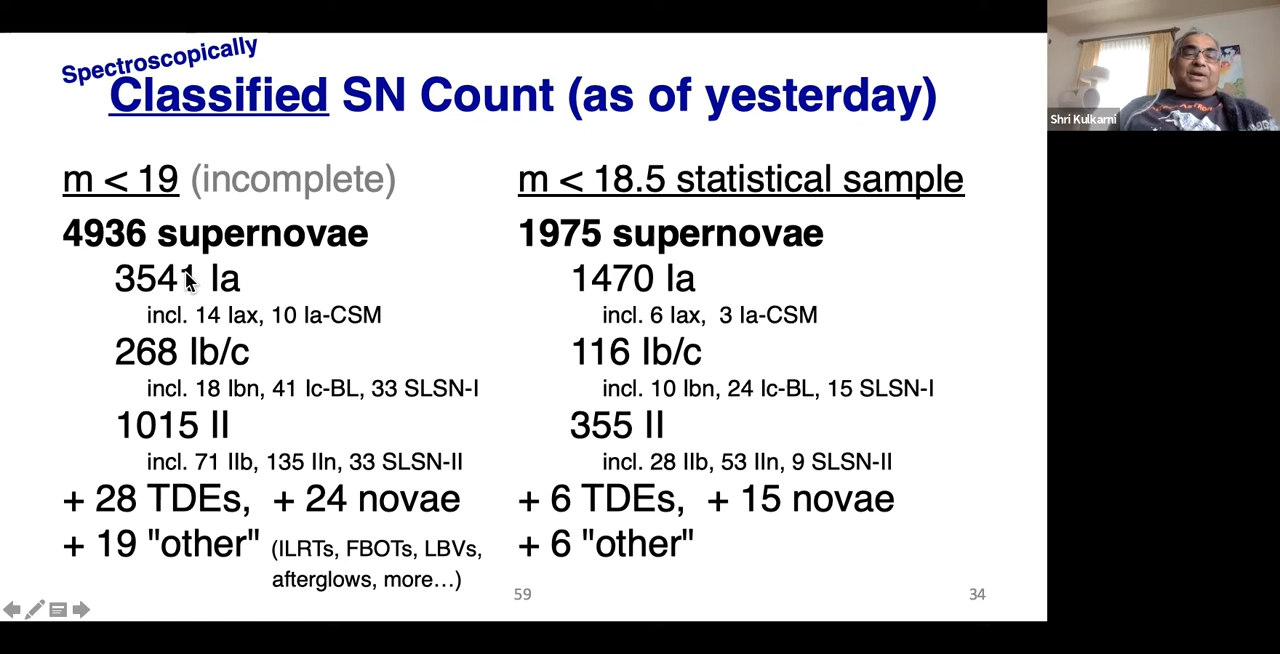 Spectroscopically
Classified SN Count (as of yesterday)
m < 19 (incomplete)
4936 supernovae
3541 Ia
incl. 14 Iax, 10 Ia-CSM
268 Ib/c
incl. 18 Ibn, 41 Ic-BL, 33 SLSN-I
1015 II
incl. 71 IIb, 135 IIn, 33 SLSN-II
+ 28 TDEs, + 24 novae
+ 19 "other" (ILRTs, FBOTs, LBVs,
afterglows, more…)
m < 18.5 statistical sample
1975 supernovae
1470 Ia
incl. 6 Iax, 3 Ia-CSM
116 Ib/c
incl. 10 Ibn, 24 Ic-BL, 15 SLSN-I
355 II
incl. 28 IIb, 53 IIn, 9 SLSN-II
+ 6 TDEs, + 15 novae
+ 6 "other"
59
34
Shri Kulkarni